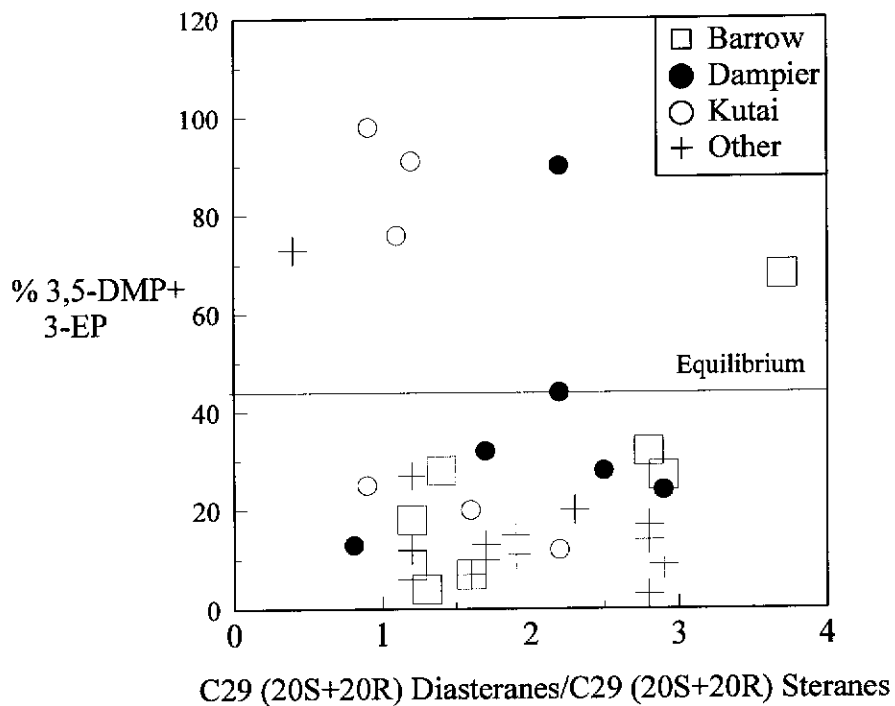 120
100
80
60
40
20
0
% 3,5-DMP+
3-EP
Barrow
Dampier
Kutai
Other
Equilibrium
0 1 2 3 4
C29 (20S+20R) Diasteranes/C29 (20S+20R) Steranes